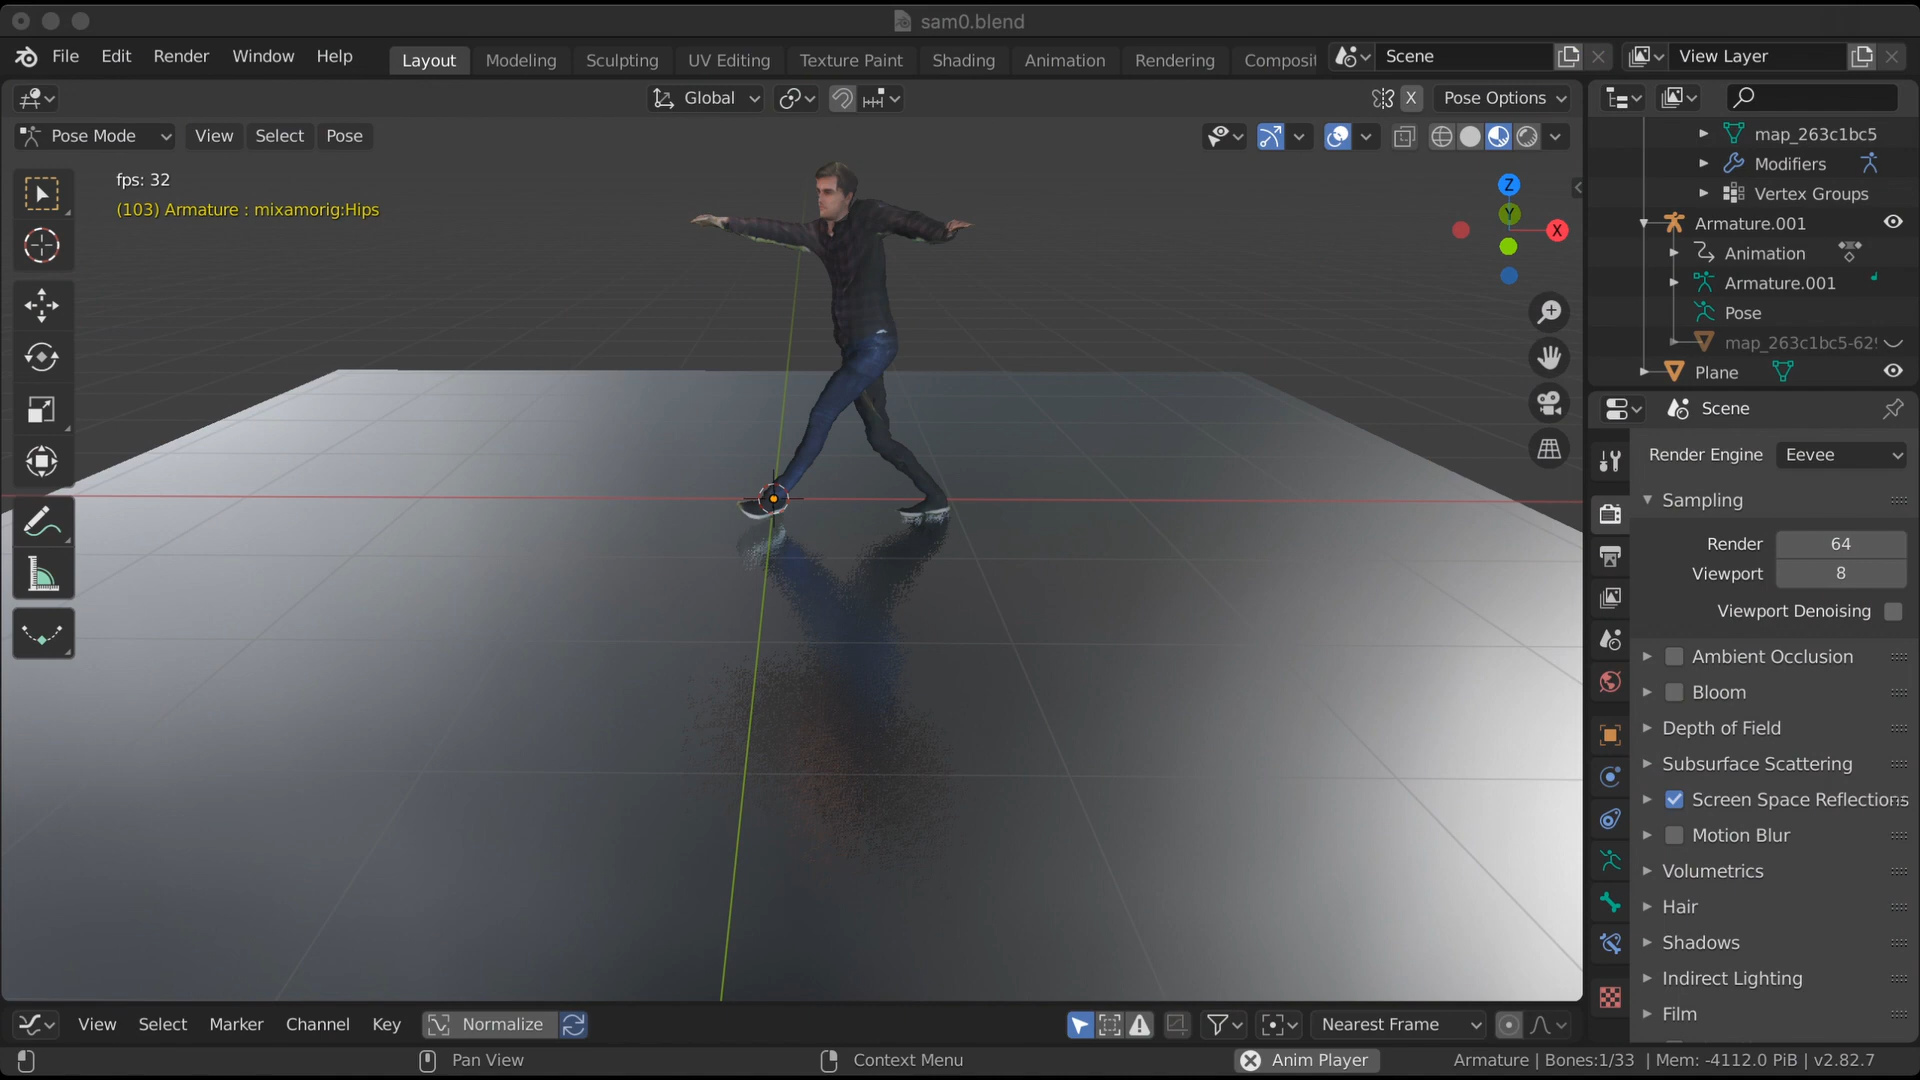 sam0.blend
File Edit Render Window Help
Layout Modeling Sculpting UV Editing Texture Paint Shading Animation Rendering Composit
Scene
View Layer
Global
X
Pose Options
Pose Mode
View Select Pose
fps: 32
(103) Armature : mixamorig:Hips
Z
Y
X
map_263c1bc5
Modifiers
Vertex Groups
Armature.001
Animation
Armature.001
Pose
map_263c1bc5-62
Plane
Scene
Render Engine Eevee
Sampling
Render 64
Viewport 8
Viewport Denoising
Ambient Occlusion
Bloom
Depth of Field
Subsurface Scattering
Screen Space Reflections
Motion Blur
Volumetrics
Hair
Shadows
Indirect Lighting
Film
View Select Marker Channel Key Normalize
Nearest Frame
Pan View
Context Menu
Anim Player
Armature | Bones:1/33 | Mem: -4112.0 PiB | v2.82.7